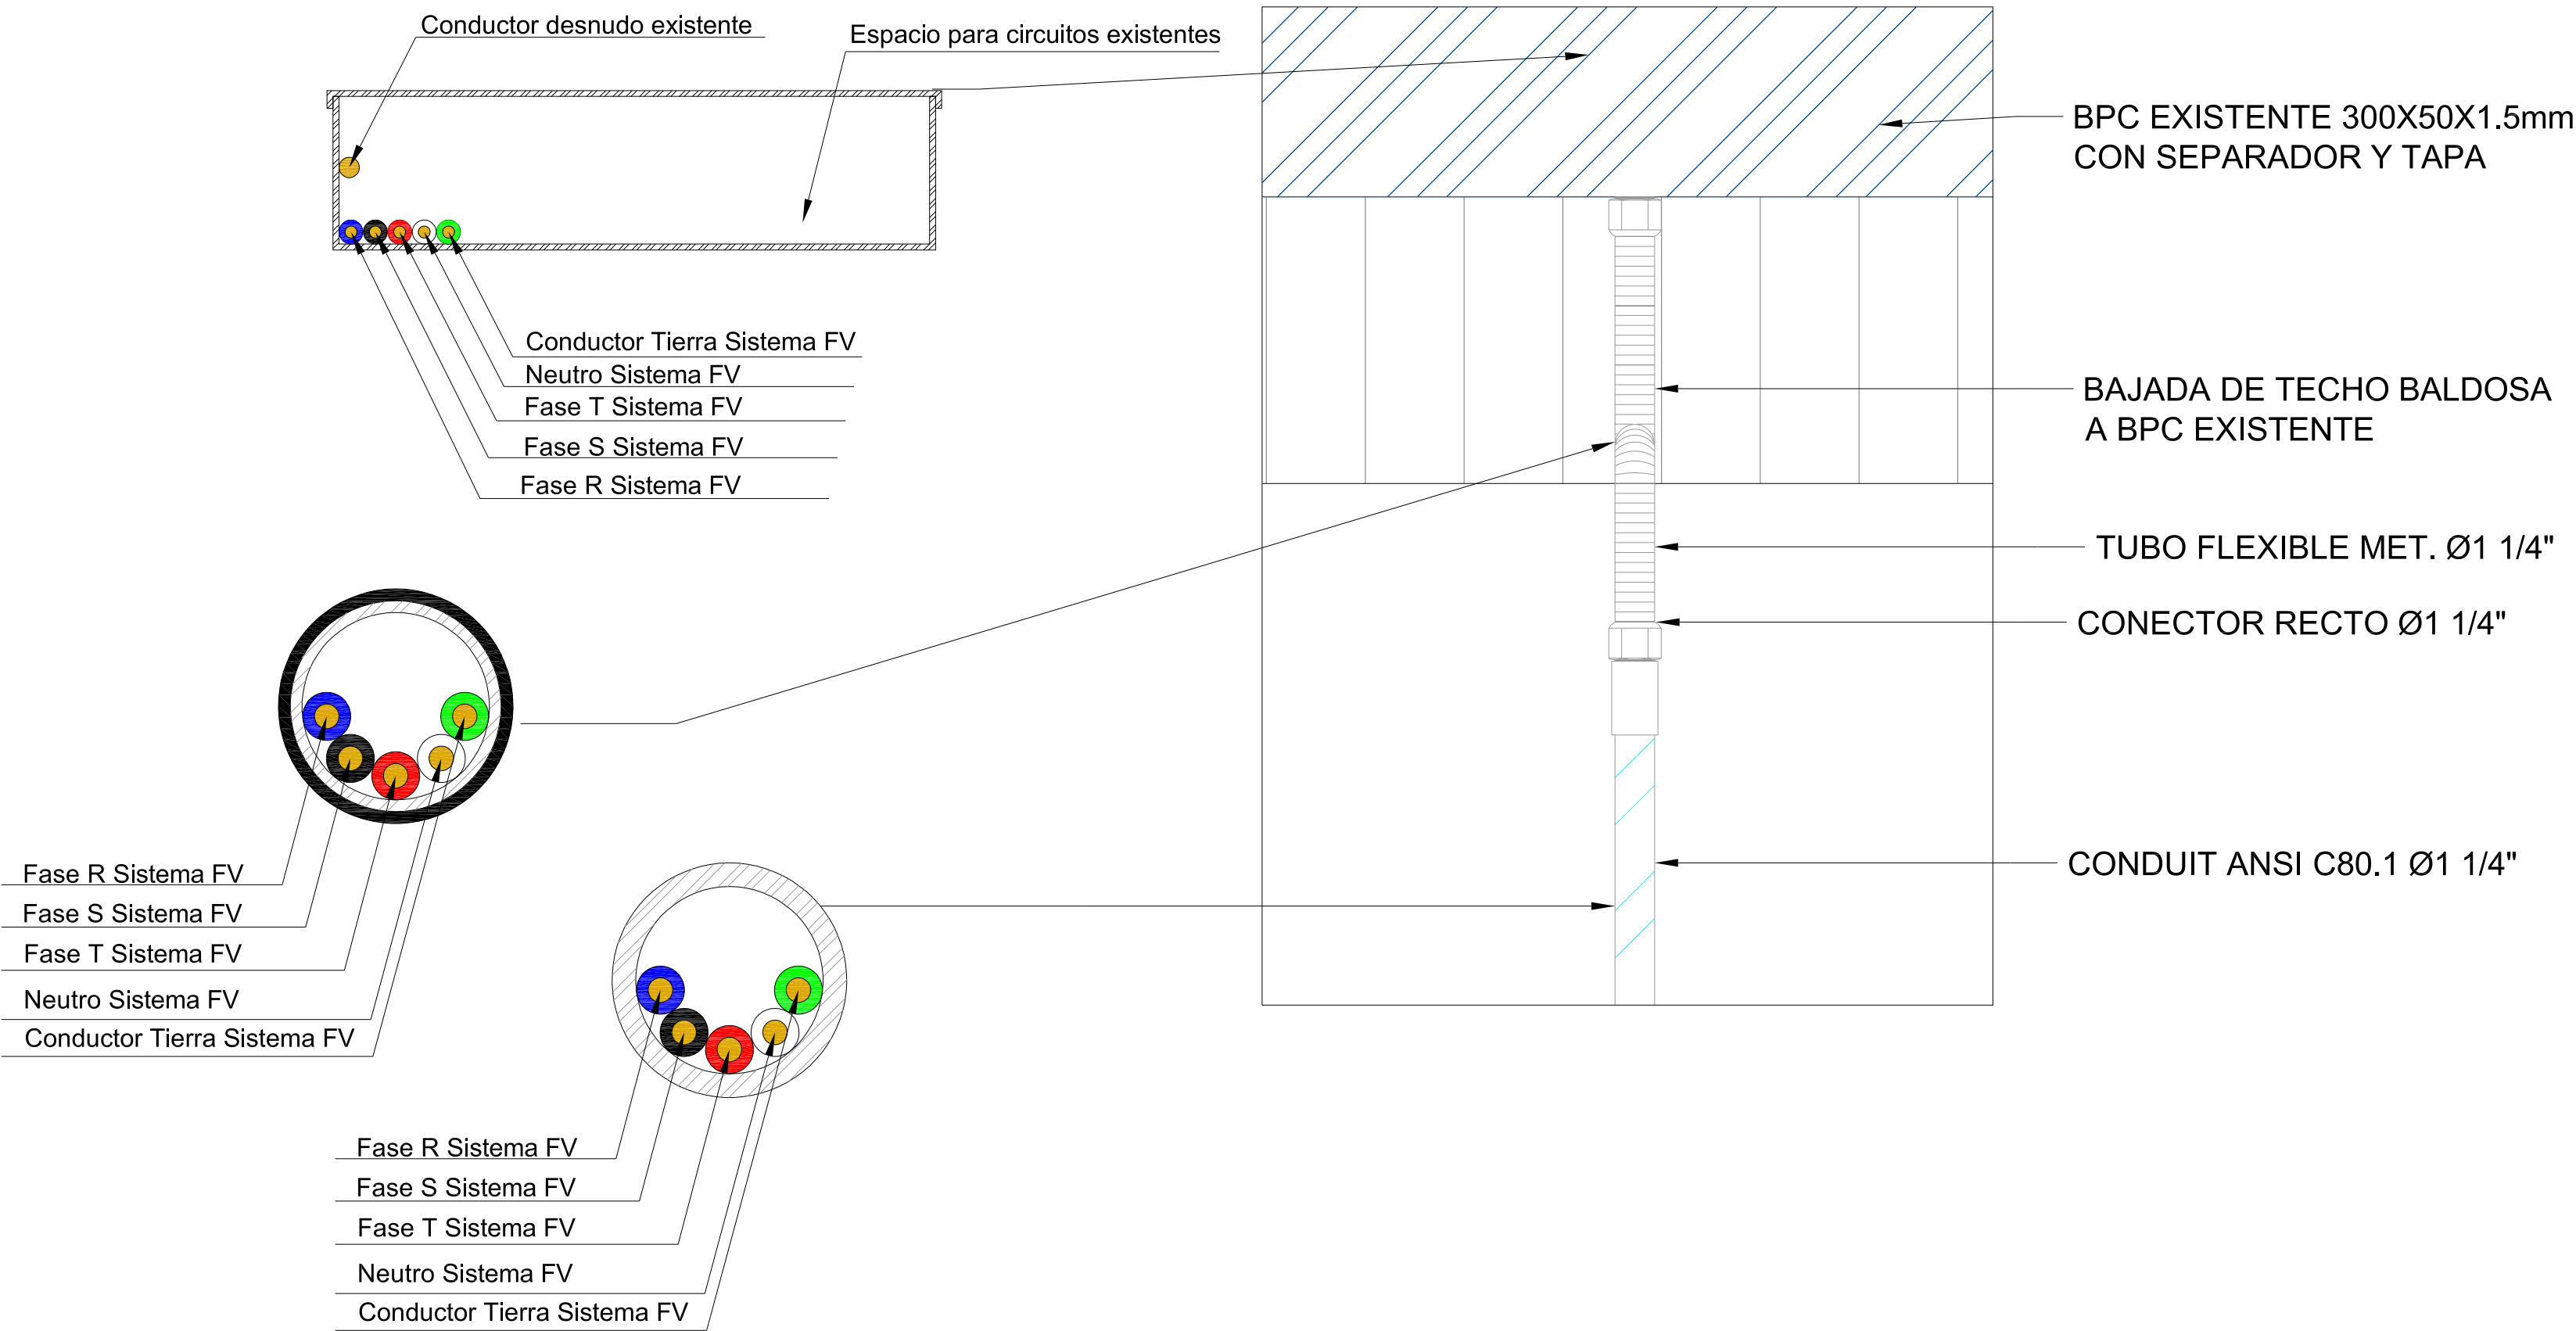 Conductor desnudo existente
Espacio para circuitos existentes
Conductor Tierra Sistema FV
Neutro Sistema FV
Fase T Sistema FV
Fase S Sistema FV
Fase R Sistema FV
BPC EXISTENTE 300X50X1.5mm
CON SEPARADOR Y TAPA
BAJADA DE TECHO BALDOSA
A BPC EXISTENTE
TUBO FLEXIBLE MET. Ø1 1/4"
CONECTOR RECTO Ø1 1/4"
CONDUIT ANSI C80.1 Ø1 1/4"
Fase R Sistema FV
Fase S Sistema FV
Fase T Sistema FV
Neutro Sistema FV
Conductor Tierra Sistema FV
Fase R Sistema FV
Fase S Sistema FV
Fase T Sistema FV
Neutro Sistema FV
Conductor Tierra Sistema FV